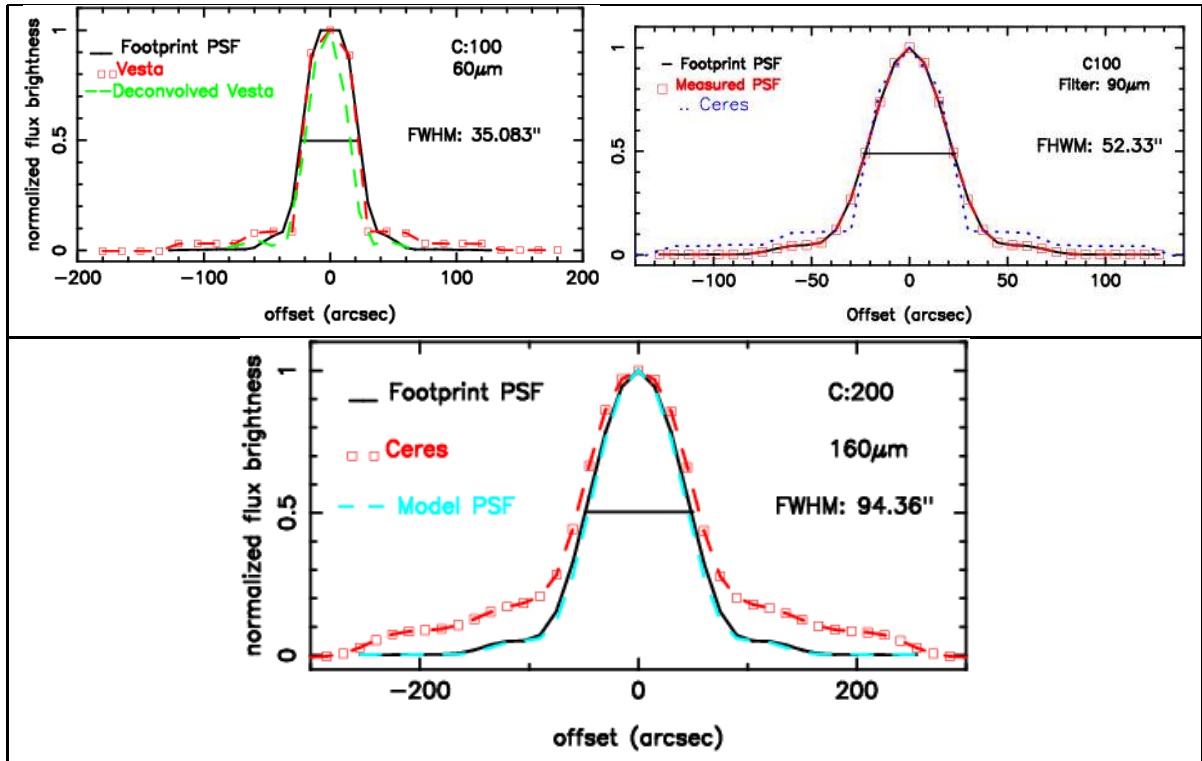 Footprint PSF
Vesta
Deconvolved Vesta
C:100
60μm
FWHM: 35.083"
normalized flux brightness
1
0.5
0
−200 −100 0 100 200
offset (arcsec)
Footprint PSF
Measured PSF
Ceres
C100
Filter: 90μm
FHWM: 52.33"
normalized flux brightness
1
0.5
0
−100 −50 0 50 100
Offset (arcsec)
Footprint PSF
Ceres
Model PSF
C:200
160μm
FWHM: 94.36"
normalized flux brightness
1
0.5
0
−200 0 200
offset (arcsec)